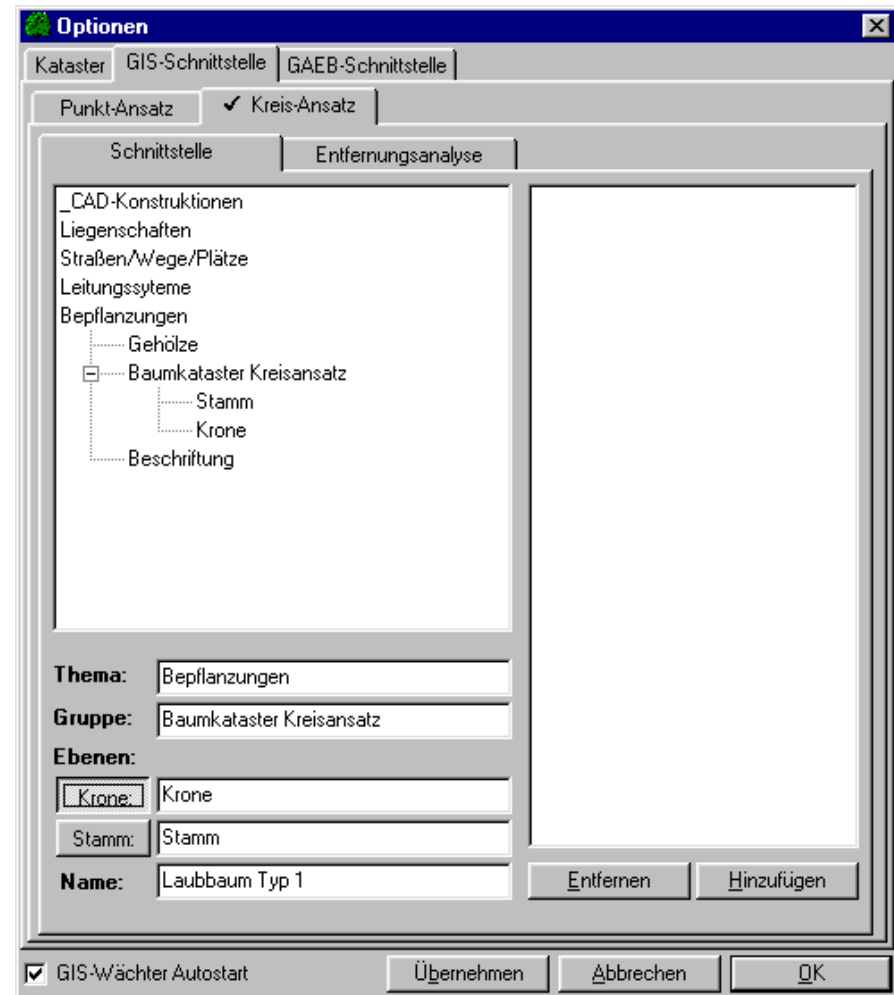 Optionen
Kataster GIS-Schnittstelle GAEB-Schnittstelle
Punkt-Ansatz Kreis-Ansatz
Schnittstelle Entfernungsanalyse
_CAD-Konstruktionen
Liegenschaften
Straßen/Wege/Plätze
Leitungssyteme
Bepflanzungen
Gehölze
Baumkataster Kreisansatz
Stamm
Krone
Beschriftung
Thema: Bepflanzungen
Gruppe: Baumkataster Kreisansatz
Ebenen:
Krone: Krone
Stamm: Stamm
Name: Laubbaum Typ 1
Entfernen Hinzufügen
GIS-Wächter Autostart Übernehmen Abbrechen OK